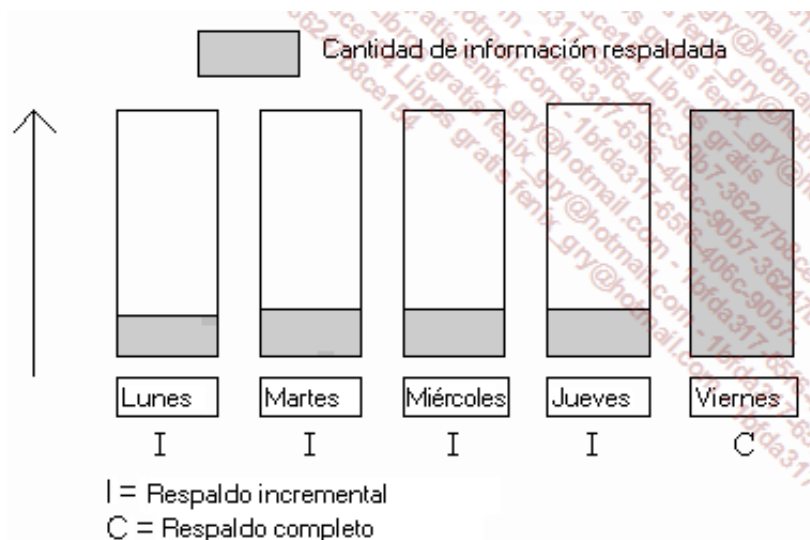 Cantidad de información respaldada
Lunes Martes Miércoles Jueves Viernes
I I I I C
I = Respaldo incremental
C = Respaldo completo